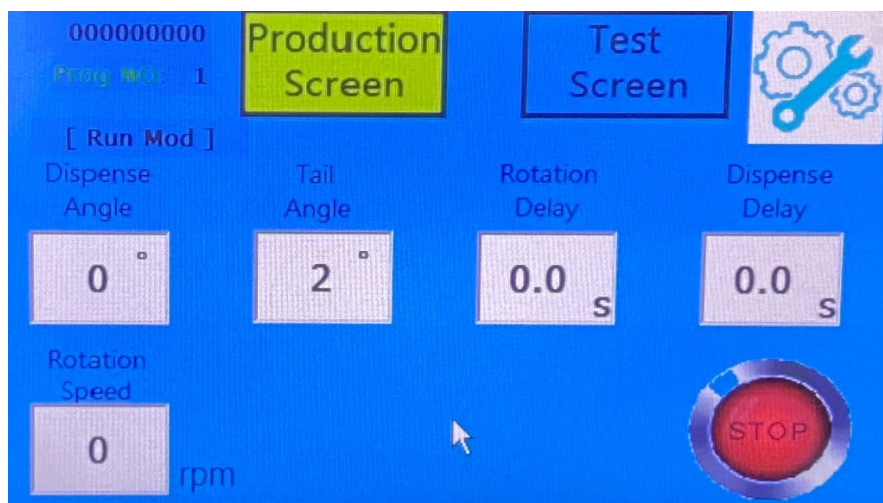 000000000
Production
Screen
Test
Screen
Prog NO: 1
[ Run Mod ]
Dispense
Angle
Tail
Angle
Rotation
Delay
Dispense
Delay
0 °
2 °
0.0 s
0.0 s
Rotation
Speed
0 rpm
STOP